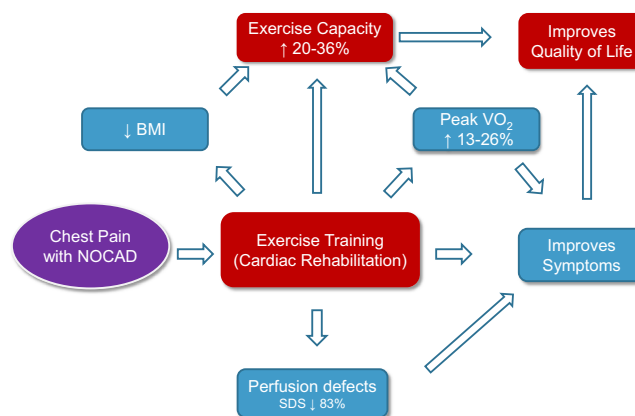 Exercise Capacity
↑ 20-36%
Improves
Quality of Life
↓ BMI
Peak VO₂
↑ 13-26%
Chest Pain
with NOCAD
Exercise Training
(Cardiac Rehabilitation)
Improves
Symptoms
Perfusion defects
SDS ↓ 83%